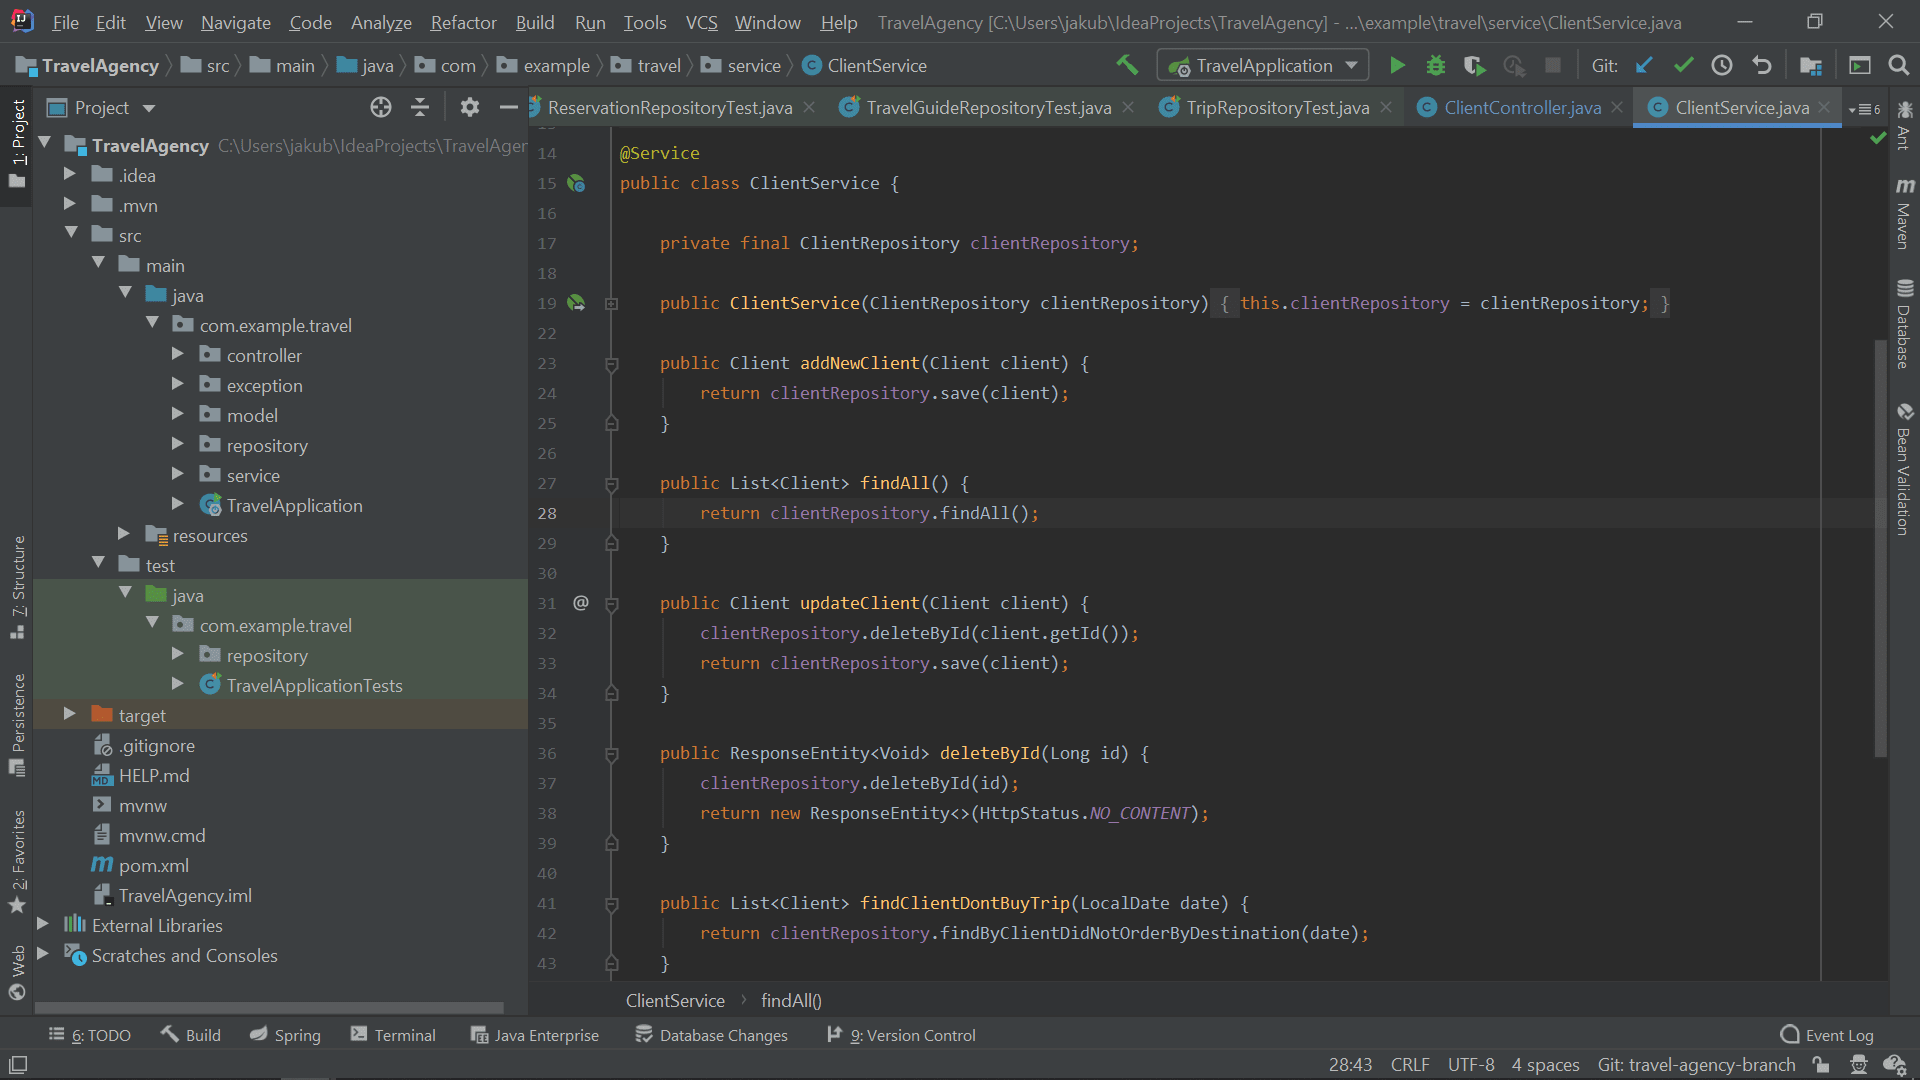 File Edit View Navigate Code Analyze Refactor Build Run Tools VCS Window Help TravelAgency [C:\Users\jakub\IdeaProjects\TravelAgency] - ...\example\travel\service\ClientService.java
TravelAgency src main java com example travel service ClientService TravelApplication Git:
1: Project
Project
ReservationRepositoryTest.java TravelGuideRepositoryTest.java TripRepositoryTest.java ClientController.java ClientService.java 6
TravelAgency C:\Users\jakub\IdeaProjects\TravelAgen
.idea
.mvn
src
main
java
com.example.travel
controller
exception
model
repository
service
TravelApplication
resources
test
java
com.example.travel
repository
TravelApplicationTests
target
.gitignore
HELP.md
mvnw
mvnw.cmd
pom.xml
TravelAgency.iml
External Libraries
Scratches and Consoles
7: Structure
Persistence
2: Favorites
Web
14 @Service
15 public class ClientService {
16
17 private final ClientRepository clientRepository;
18
19 public ClientService(ClientRepository clientRepository) { this.clientRepository = clientRepository; }
22
23 public Client addNewClient(Client client) {
24 return clientRepository.save(client);
25 }
26
27 public List<Client> findAll() {
28 return clientRepository.findAll();
29 }
30
31 @ public Client updateClient(Client client) {
32 clientRepository.deleteById(client.getId());
33 return clientRepository.save(client);
34 }
35
36 public ResponseEntity<Void> deleteById(Long id) {
37 clientRepository.deleteById(id);
38 return new ResponseEntity<>(HttpStatus.NO_CONTENT);
39 }
40
41 public List<Client> findClientDontBuyTrip(LocalDate date) {
42 return clientRepository.findByClientDidNotOrderByDestination(date);
43 }
Ant
Maven
Database
Bean Validation
ClientService findAll()
6: TODO Build Spring Terminal Java Enterprise Database Changes 9: Version Control Event Log
28:43 CRLF UTF-8 4 spaces Git: travel-agency-branch